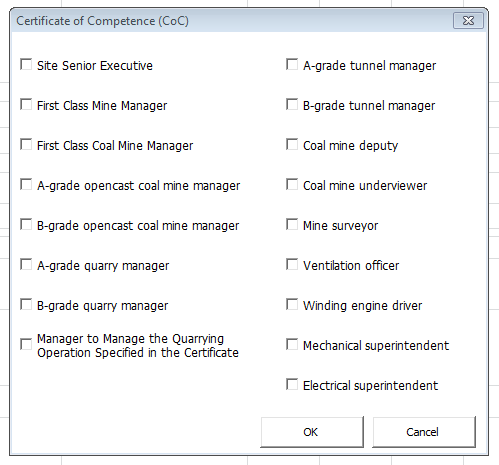 Certificate of Competence (CoC)
Site Senior Executive
First Class Mine Manager
First Class Coal Mine Manager
A-grade opencast coal mine manager
B-grade opencast coal mine manager
A-grade quarry manager
B-grade quarry manager
Manager to Manage the Quarrying
Operation Specified in the Certificate
A-grade tunnel manager
B-grade tunnel manager
Coal mine deputy
Coal mine underviewer
Mine surveyor
Ventilation officer
Winding engine driver
Mechanical superintendent
Electrical superintendent
OK
Cancel